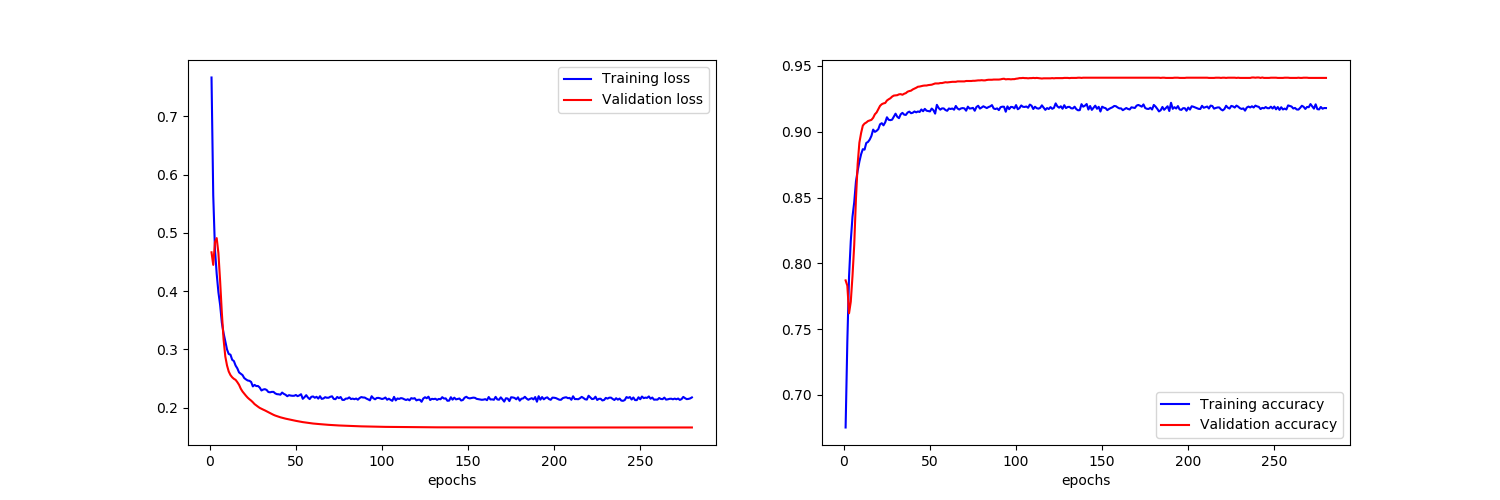 Training loss
Validation loss
0.7
0.6
0.5
0.4
0.3
0.2
0 50 100 150 200 250
epochs
0.95
0.90
0.85
0.80
0.75
0.70
Training accuracy
Validation accuracy
0 50 100 150 200 250
epochs